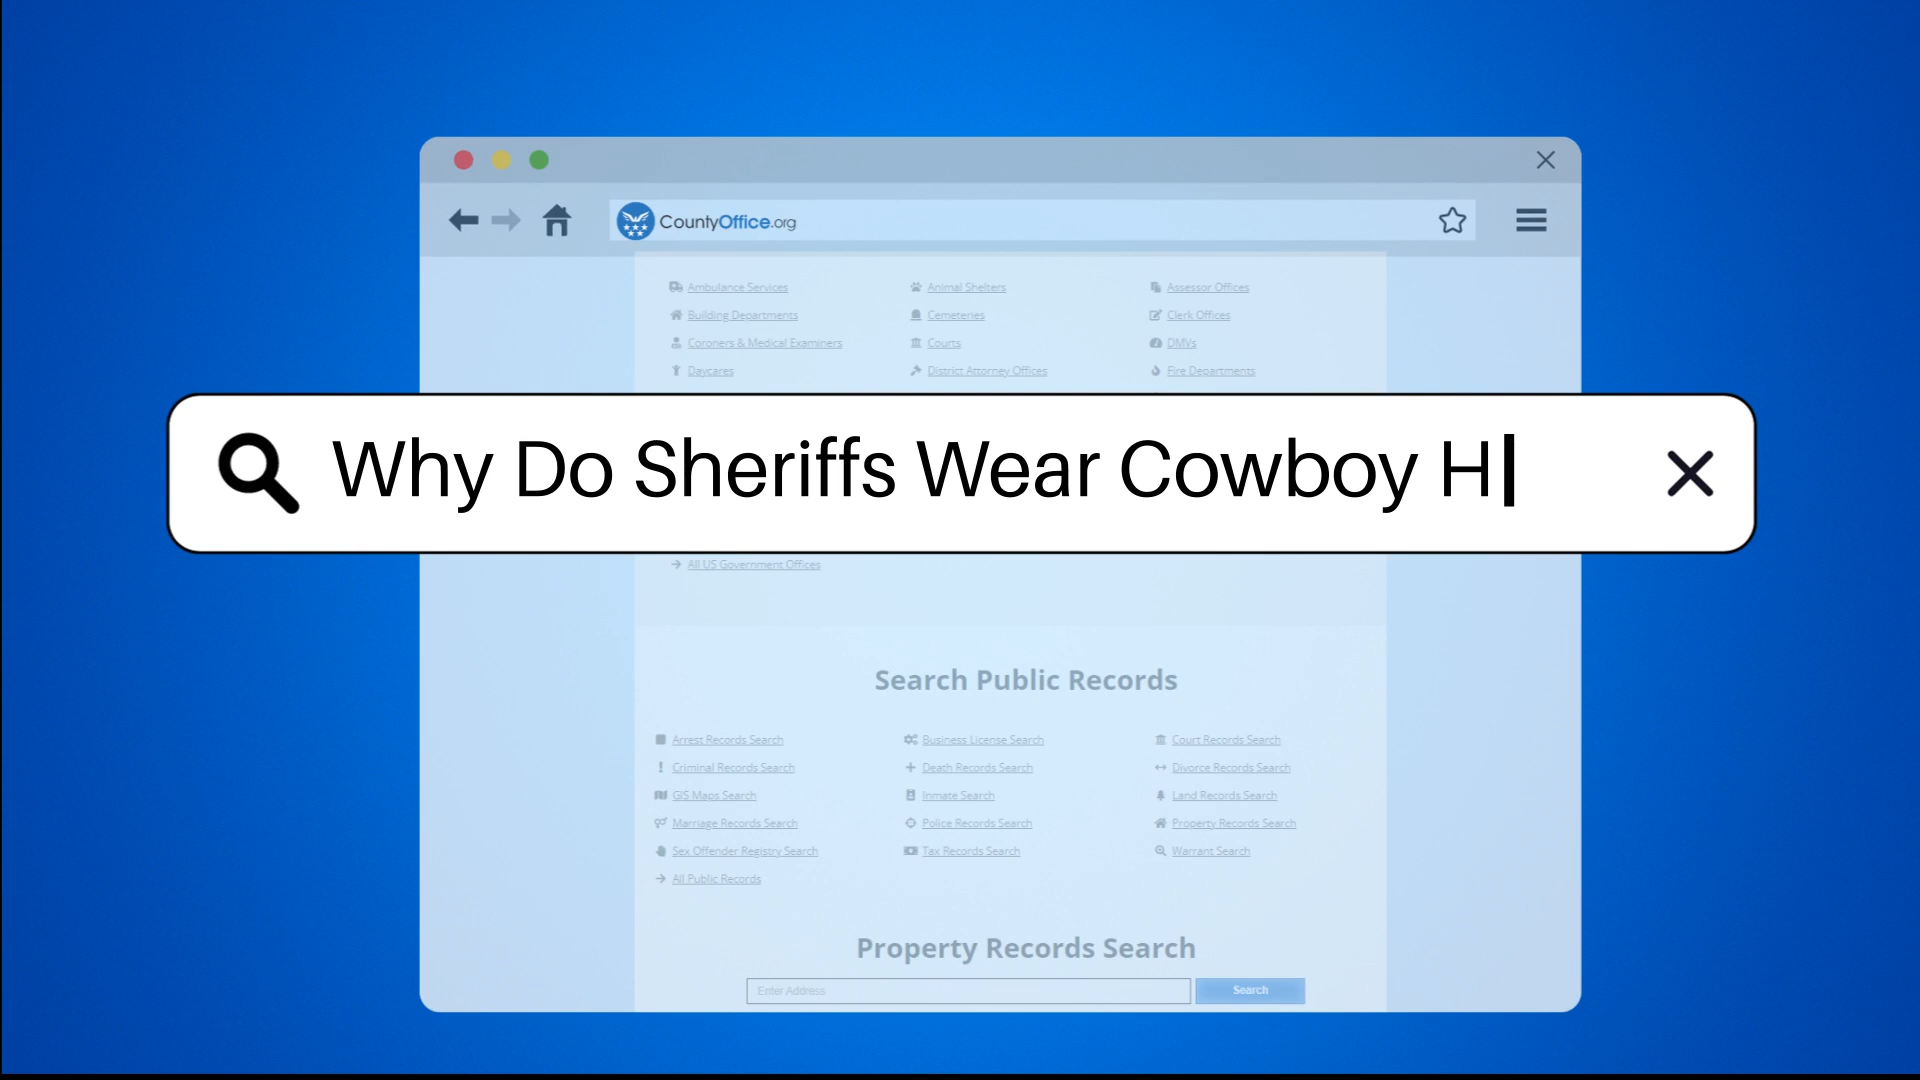 CountyOffice.org
Ambulance Services Animal Shelters Assessor Offices
Building Departments Cemeteries Clerk Offices
Coroners & Medical Examiners Courts DMVs
Daycares District Attorney Offices Fire Departments
Why Do Sheriffs Wear Cowboy H
All US Government Offices
Search Public Records
Arrest Records Search Business License Search Court Records Search
Criminal Records Search Death Records Search Divorce Records Search
GIS Maps Search Inmate Search Land Records Search
Marriage Records Search Police Records Search Property Records Search
Sex Offender Registry Search Tax Records Search Warrant Search
All Public Records
Property Records Search
Enter Address Search